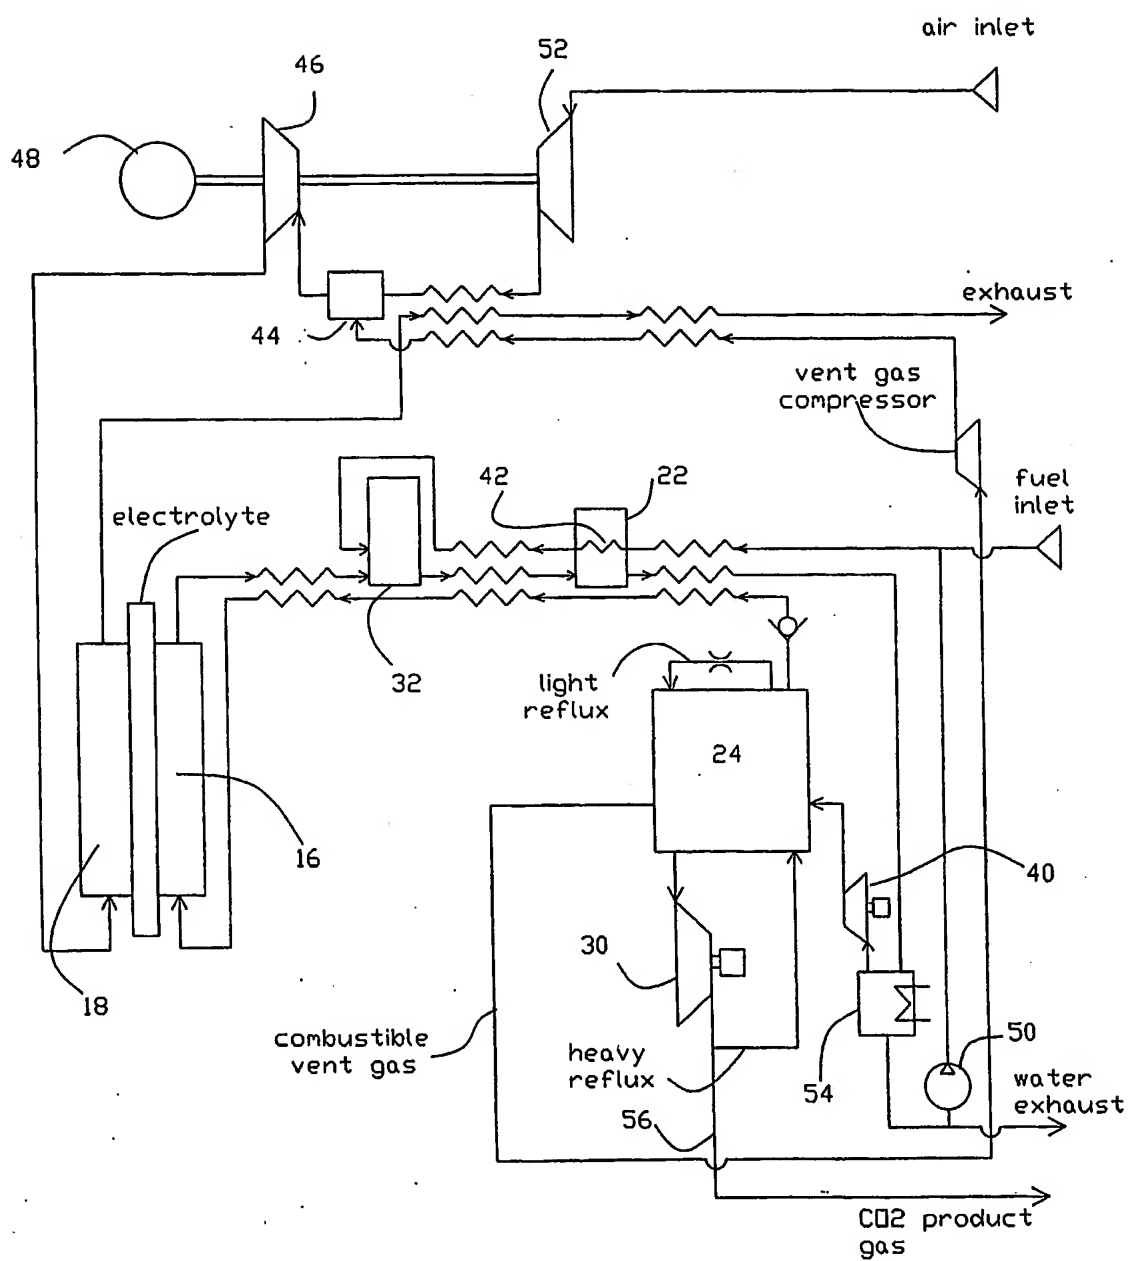 air inlet
52
46
48
exhaust
44
vent gas
compressor
fuel
inlet
42
22
electrolyte
32
light
reflux
24
16
40
30
18
combustible
vent gas
heavy
reflux
54
50
water
exhaust
56
CO2 product
gas